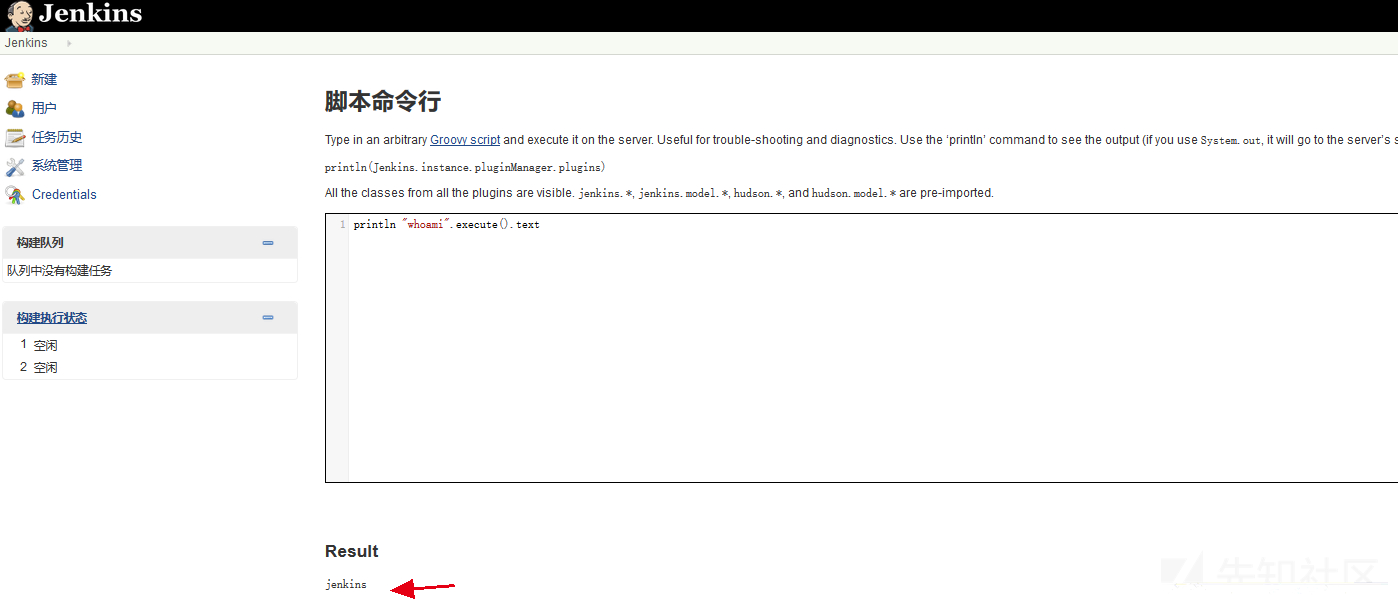 Jenkins
Jenkins
新建
用户
任务历史
系统管理
Credentials
构建队列
队列中没有构建任务
构建执行状态
1 空闲
2 空闲
脚本命令行
Type in an arbitrary Groovy script and execute it on the server. Useful for trouble-shooting and diagnostics. Use the ‘println’ command to see the output (if you use System.out, it will go to the server’s s
println(Jenkins.instance.pluginManager.plugins)
All the classes from all the plugins are visible. jenkins.*, jenkins.model.*, hudson.*, and hudson.model.* are pre-imported.
1 println "whoami".execute().text
Result
jenkins
先知社区